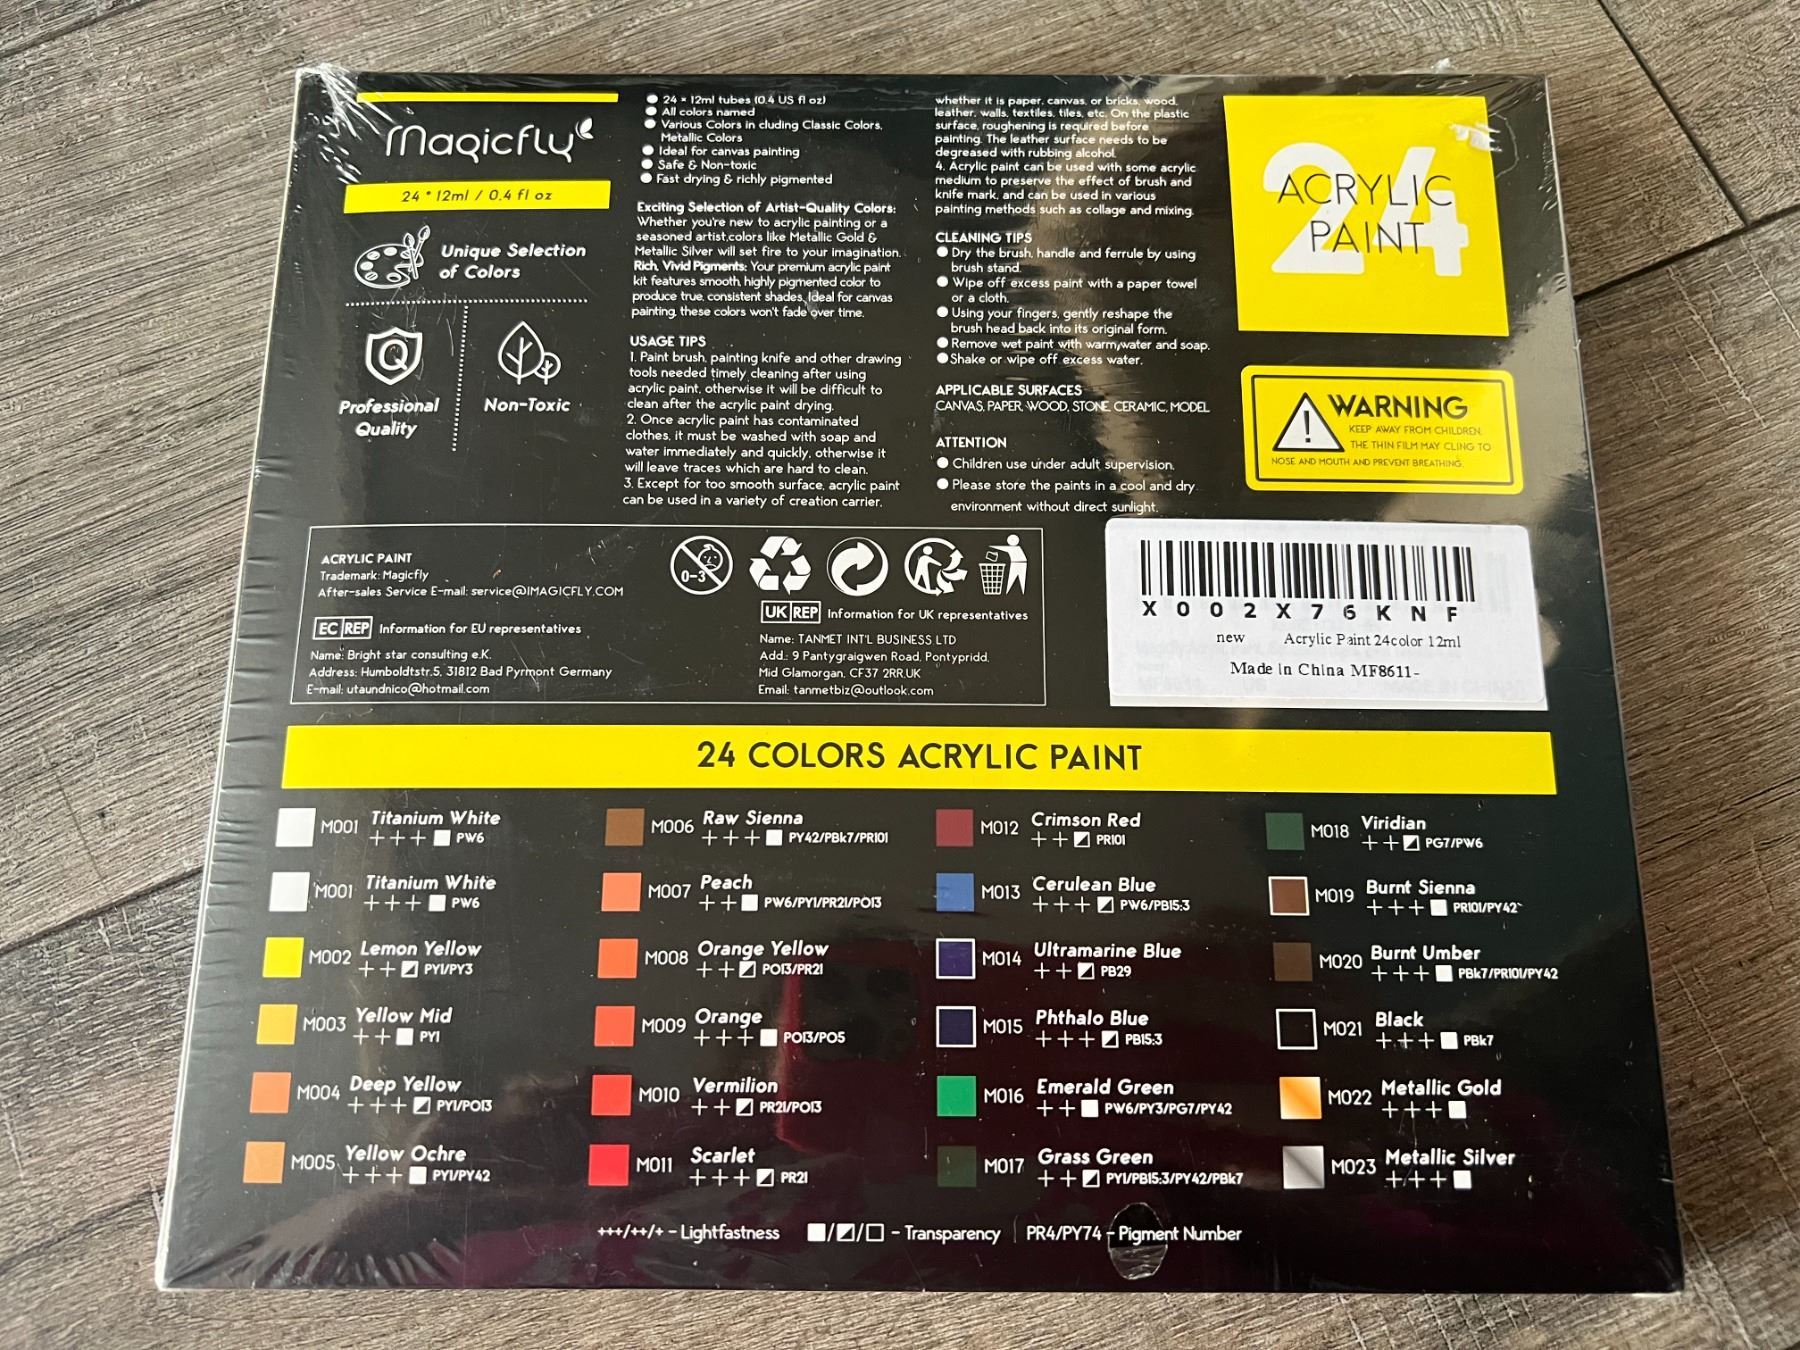 Magicfly
24 * 12ml / 0.4 fl oz
Unique Selection
of Colors
Professional
Quality
Non-Toxic
24 * 12ml tubes (0.4 US fl oz)
All colors named
Various Colors in cluding Classic Colors,
Metallic Colors
Ideal for canvas painting
Safe & Non-toxic
Fast drying & richly pigmented
Exciting Selection of Artist-Quality Colors:
Whether you're new to acrylic painting or a
seasoned artist,colors like Metallic Gold &
Metallic Silver will set fire to your imagination.
Rich, Vivid Pigments: Your premium acrylic paint
kit features smooth, highly pigmented color to
produce true, consistent shades, Ideal for canvas
painting, these colors won't fade over time.
USAGE TIPS
1. Paint brush, painting knife and other drawing
tools needed timely cleaning after using
acrylic paint, otherwise it will be difficult to
clean after the acrylic paint drying.
2. Once acrylic paint has contaminated
clothes, it must be washed with soap and
water immediately and quickly, otherwise it
will leave traces which are hard to clean.
3. Except for too smooth surface, acrylic paint
can be used in a variety of creation carrier,
whether it is paper, canvas, or bricks, wood,
leather, walls, textiles, tiles, etc. On the plastic
surface, roughening is required before
painting. The leather surface needs to be
degreased with rubbing alcohol.
4. Acrylic paint can be used with some acrylic
medium to preserve the effect of brush and
knife mark, and can be used in various
painting methods such as collage and mixing.
CLEANING TIPS
Dry the brush, handle and ferrule by using
brush stand.
Wipe off excess paint with a paper towel
or a cloth.
Using your fingers, gently reshape the
brush head back into its original form.
Remove wet paint with warm water and soap.
Shake or wipe off excess water.
APPLICABLE SURFACES
CANVAS, PAPER, WOOD, STONE, CERAMIC, MODEL
ATTENTION
Children use under adult supervision.
Please store the paints in a cool and dry
environment without direct sunlight.
24
ACRYLIC
PAINT
WARNING
KEEP AWAY FROM CHILDREN.
THE THIN FILM MAY CLING TO
NOSE AND MOUTH AND PREVENT BREATHING.
ACRYLIC PAINT
Trademark: Magicfly
After-sales Service E-mail: service@IMAGICFLY.COM
EC REP Information for EU representatives
Name: Bright star consulting e.K.
Address: Humboldtstr.5, 31812 Bad Pyrmont Germany
E-mail: utaundnico@hotmail.com
0-3
UK REP Information for UK representatives
Name: TANMET INT'L BUSINESS LTD
Add.: 9 Pantygraigwen Road, Pontypridd,
Mid Glamorgan, CF37 2RR,UK
Email: tanmetbiz@outlook.com
X002X76KNF
new Acrylic Paint 24color 12ml
Made in China MF8611-
24 COLORS ACRYLIC PAINT
M001 Titanium White
+++ PW6
M001 Titanium White
+++ PW6
M002 Lemon Yellow
++ PY1/PY3
M003 Yellow Mid
++ PY1
M004 Deep Yellow
+++ PY1/PO13
M005 Yellow Ochre
+++ PY1/PY42
M006 Raw Sienna
+++ PY42/PBk7/PR101
M007 Peach
++ PW6/PY1/PR21/PO13
M008 Orange Yellow
++ PO13/PR21
M009 Orange
+++ PO13/PO5
M010 Vermilion
++ PR21/PO13
M011 Scarlet
+++ PR21
M012 Crimson Red
++ PR101
M013 Cerulean Blue
+++ PW6/PB15:3
M014 Ultramarine Blue
++ PB29
M015 Phthalo Blue
+++ PB15:3
M016 Emerald Green
++ PW6/PY3/PG7/PY42
M017 Grass Green
++ PY1/PB15:3/PY42/PBk7
M018 Viridian
++ PG7/PW6
M019 Burnt Sienna
+++ PR101/PY42
M020 Burnt Umber
+++ PBk7/PR101/PY42
M021 Black
+++ PBk7
M022 Metallic Gold
+++
M023 Metallic Silver
+++
+++/++/+ - Lightfastness
/ / - Transparency
PR4/PY74 - Pigment Number